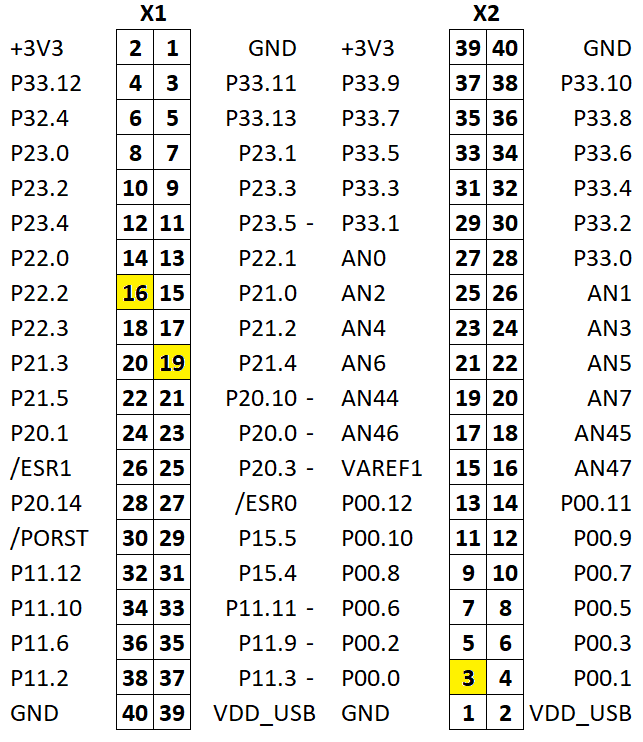 X1 X2
+3V3 2 1 GND +3V3 39 40 GND
P33.12 4 3 P33.11 P33.9 37 38 P33.10
P32.4 6 5 P33.13 P33.7 35 36 P33.8
P23.0 8 7 P23.1 P33.5 33 34 P33.6
P23.2 10 9 P23.3 P33.3 31 32 P33.4
P23.4 12 11 P23.5 - P33.1 29 30 P33.2
P22.0 14 13 P22.1 AN0 27 28 P33.0
P22.2 16 15 P21.0 AN2 25 26 AN1
P22.3 18 17 P21.2 AN4 23 24 AN3
P21.3 20 19 P21.4 AN6 21 22 AN5
P21.5 22 21 P20.10 - AN44 19 20 AN7
P20.1 24 23 P20.0 - AN46 17 18 AN45
/ESR1 26 25 P20.3 - VAREF1 15 16 AN47
P20.14 28 27 /ESR0 P00.12 13 14 P00.11
/PORST 30 29 P15.5 P00.10 11 12 P00.9
P11.12 32 31 P15.4 P00.8 9 10 P00.7
P11.10 34 33 P11.11 - P00.6 7 8 P00.5
P11.6 36 35 P11.9 - P00.2 5 6 P00.3
P11.2 38 37 P11.3 - P00.0 3 4 P00.1
GND 40 39 VDD_USB GND 1 2 VDD_USB